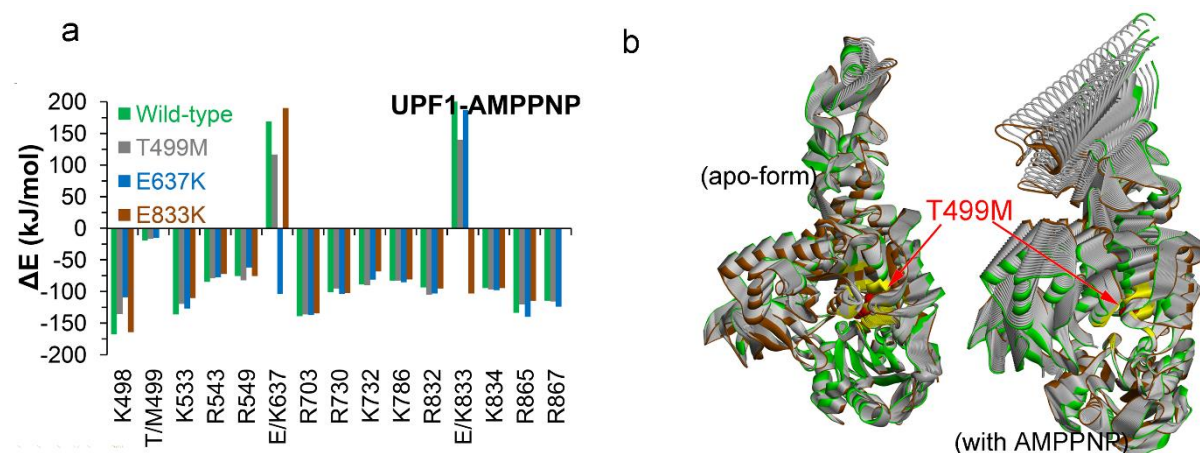 a
b
UPF1-AMPPNP
Wild-type
T499M
E637K
E833K
ΔE (kJ/mol)
200
150
100
50
0
-50
-100
-150
-200
K498
T/M499
K533
R543
R549
E/K637
R703
R730
K732
K786
R832
E/K833
K834
R865
R867
(apo-form)
T499M
(with AMPPNP)